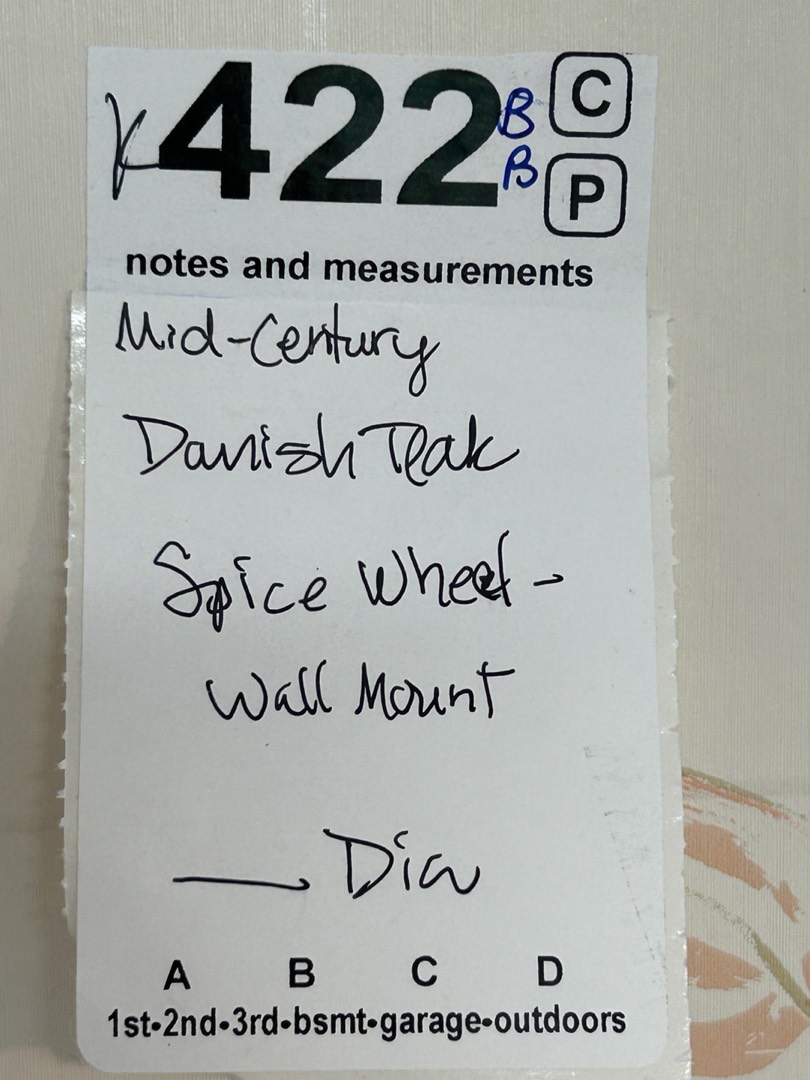 K 422 B C
B P
notes and measurements
Mid-Century
Danish Teak
Spice Wheel -
Wall Mount
___ Dia
A B C D
1st•2nd•3rd•bsmt•garage•outdoors